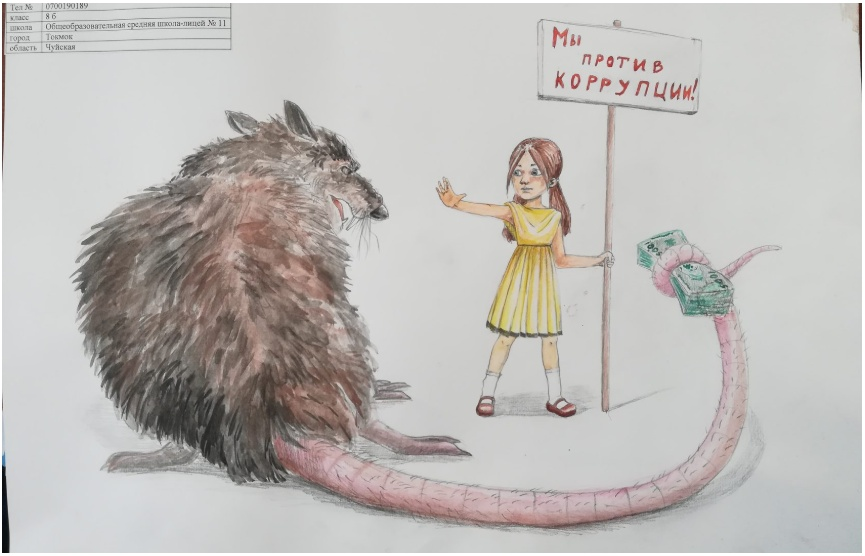 Тел № 0700190189
класс 8 б
школа Общеобразовательная средняя школа-лицей № 11
город Токмок
область Чуйская
Мы
против
коррупции!